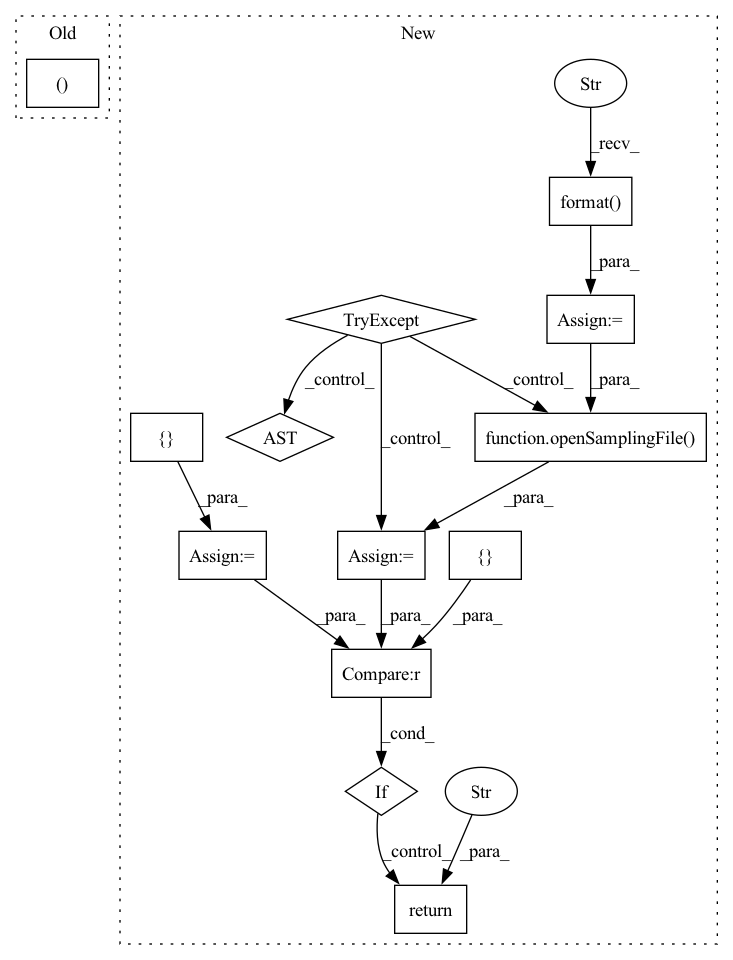 Old
New
()
Str
_recv_
format()
_para_
TryExcept
Assign:=
_control_
_control_
_para_
{}
AST
_control_
function.openSamplingFile()
_para_
_para_
Assign:=
Assign:=
{}
_para_
_para_
_para_
Compare:r
_cond_
If
Str
_control_
_para_
return